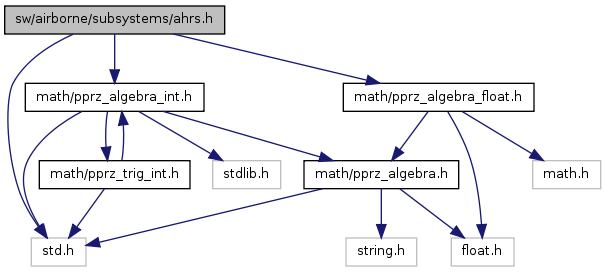 sw/airborne/subsystems/ahrs.h
math/pprz_algebra_int.h
math/pprz_algebra_float.h
math/pprz_trig_int.h
stdlib.h
math/pprz_algebra.h
math.h
std.h
string.h
float.h